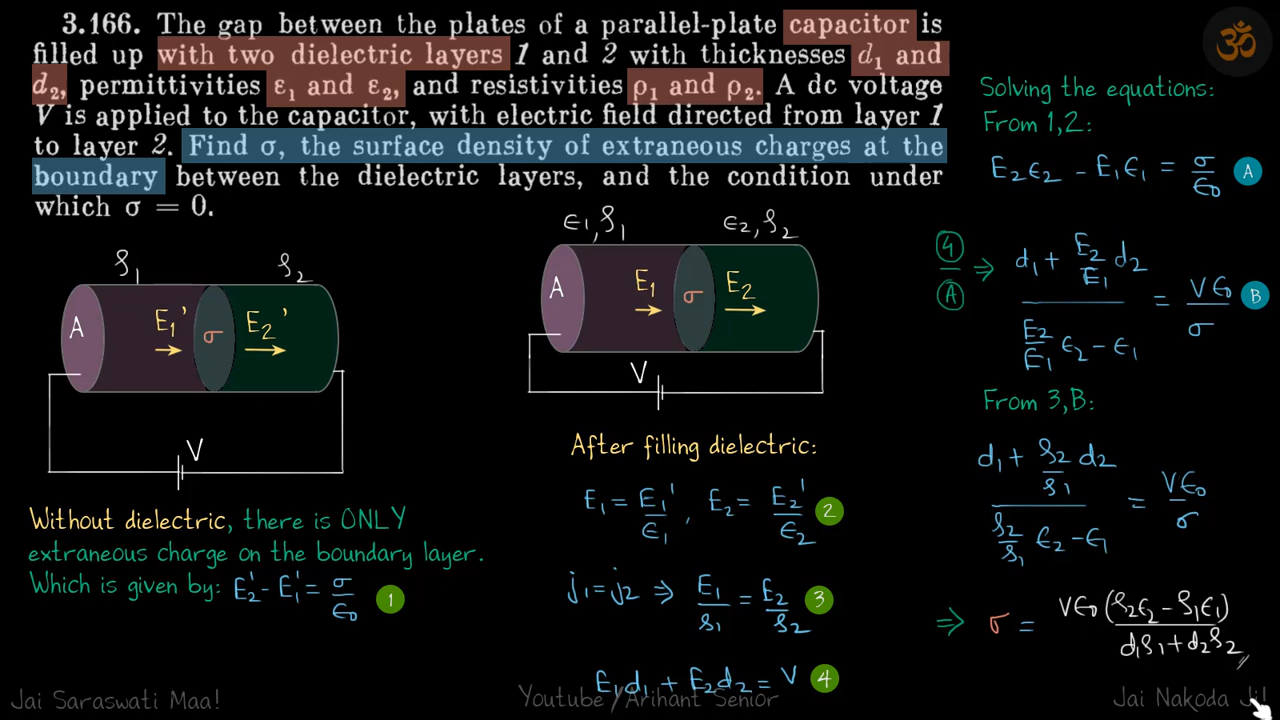 3.166. The gap between the plates of a parallel-plate capacitor is
filled up with two dielectric layers 1 and 2 with thicknesses d₁ and
d₂, permittivities ε₁ and ε₂, and resistivities ρ₁ and ρ₂. A dc voltage
V is applied to the capacitor, with electric field directed from layer 1
to layer 2. Find σ, the surface density of extraneous charges at the
boundary between the dielectric layers, and the condition under
which σ = 0.
ρ₁ ρ₂
A E₁' σ E₂'
V
Without dielectric, there is ONLY
extraneous charge on the boundary layer.
Which is given by: E₂' - E₁' = σ/ϵ₀ 1
ϵ₁, ρ₁ ϵ₂, ρ₂
A E₁ σ E₂
V
After filling dielectric:
E₁ = E₁'/ϵ₁, E₂ = E₂'/ϵ₂ 2
j₁ = j₂ ⇒ E₁/ρ₁ = E₂/ρ₂ 3
E₁d₁ + E₂d₂ = V 4
ॐ
Solving the equations:
From 1,2:
E₂ϵ₂ - E₁ϵ₁ = σ/ϵ₀ A
4/A ⇒ (d₁ + (E₂/E₁) d₂)/((E₂/E₁) ϵ₂ - ϵ₁) = Vϵ₀/σ B
From 3,B:
(d₁ + (ρ₂/ρ₁) d₂)/((ρ₂/ρ₁) ϵ₂ - ϵ₁) = Vϵ₀/σ
⇒ σ = Vϵ₀(ρ₂ϵ₂ - ρ₁ϵ₁)/(d₁ρ₁ + d₂ρ₂)
Jai Saraswati Maa! Youtube/Arihant Senior Jai Nakoda Ji!